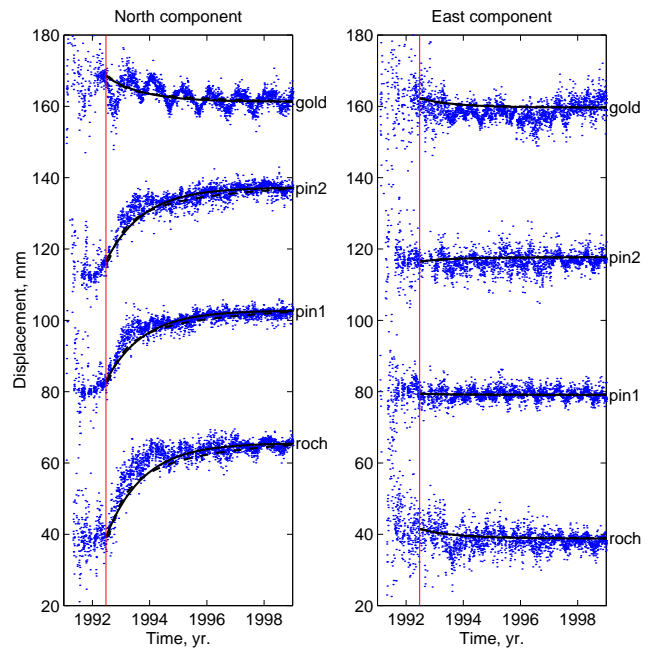 North component
East component
Displacement, mm
180
160
140
120
100
80
60
40
20
gold
pin2
pin1
roch
1992
1994
1996
1998
Time, yr.
180
160
140
120
100
80
60
40
20
gold
pin2
pin1
roch
1992
1994
1996
1998
Time, yr.